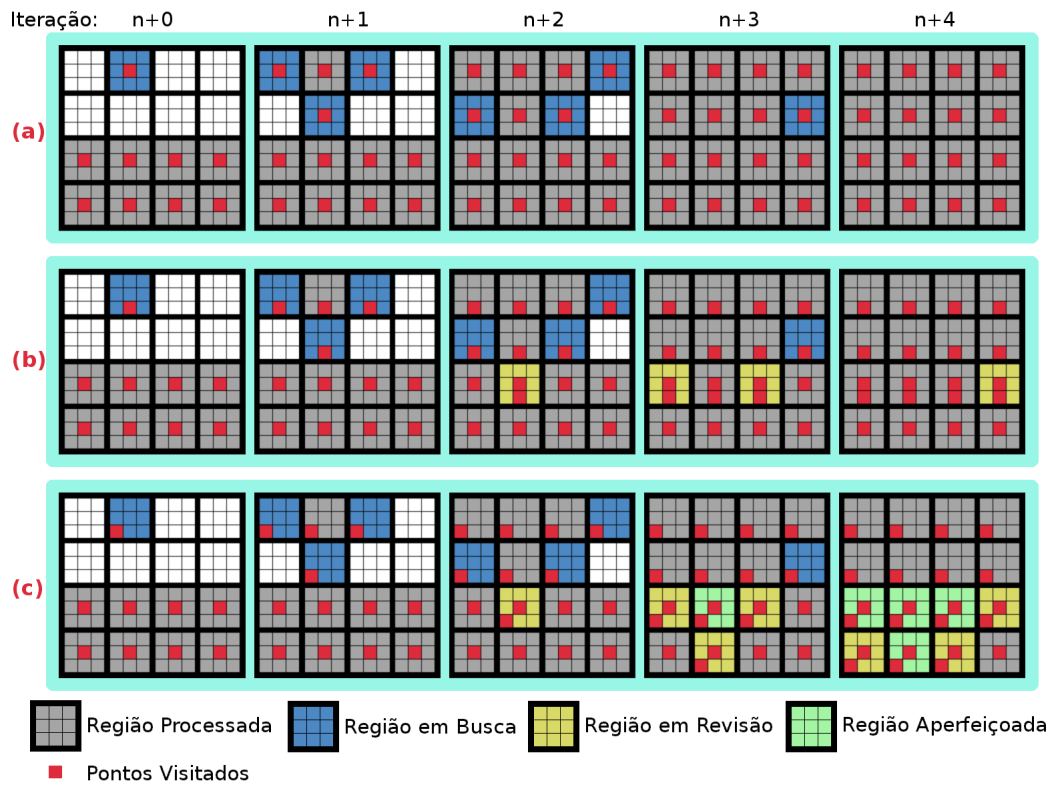 Iteração: n+0 n+1 n+2 n+3 n+4
(a)
(b)
(c)
Região Processada Região em Busca Região em Revisão Região Aperfeiçoada
Pontos Visitados